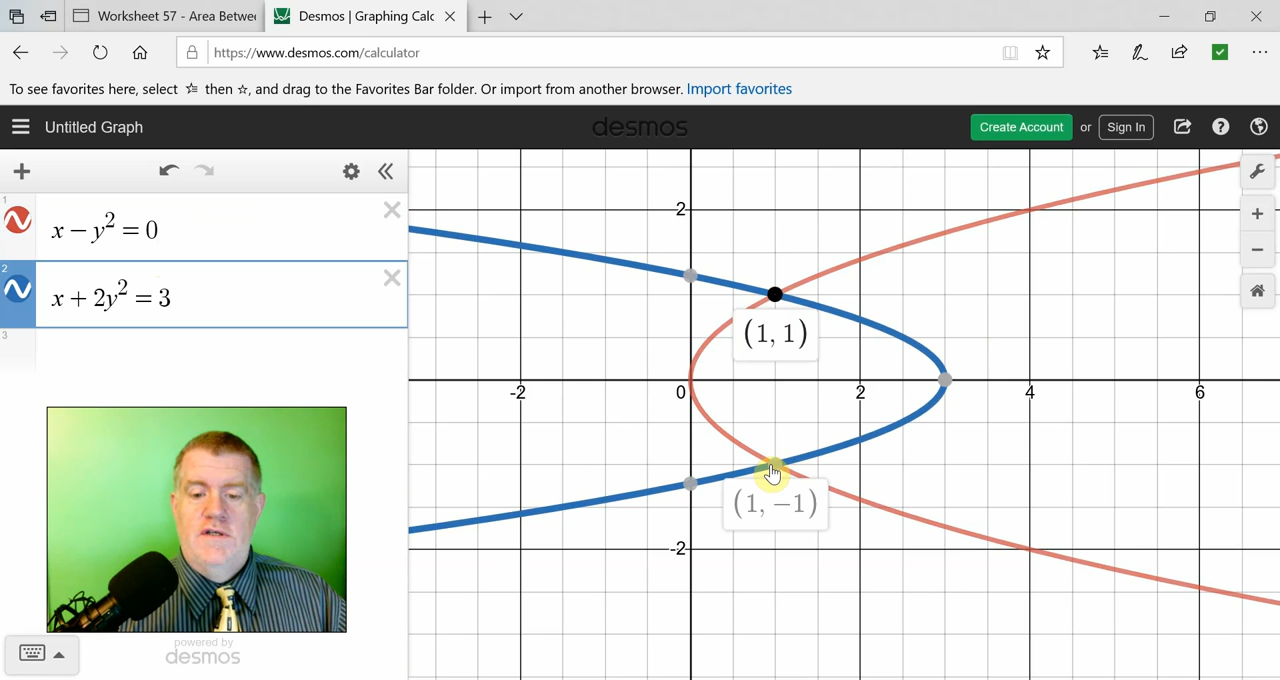 Worksheet 57 - Area Betwee
Desmos | Graphing Calc
https://www.desmos.com/calculator
To see favorites here, select then ☆, and drag to the Favorites Bar folder. Or import from another browser. Import favorites
Untitled Graph
desmos
Create Account or Sign In
1
x − y² = 0
2
x + 2y² = 3
3
powered by
desmos
2
(1, 1)
-2 0 2 4 6
(1, −1)
-2